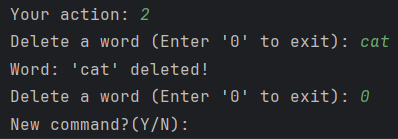 Your action: 2
Delete a word (Enter '0' to exit): cat
Word: 'cat' deleted!
Delete a word (Enter '0' to exit): 0
New command?(Y/N):